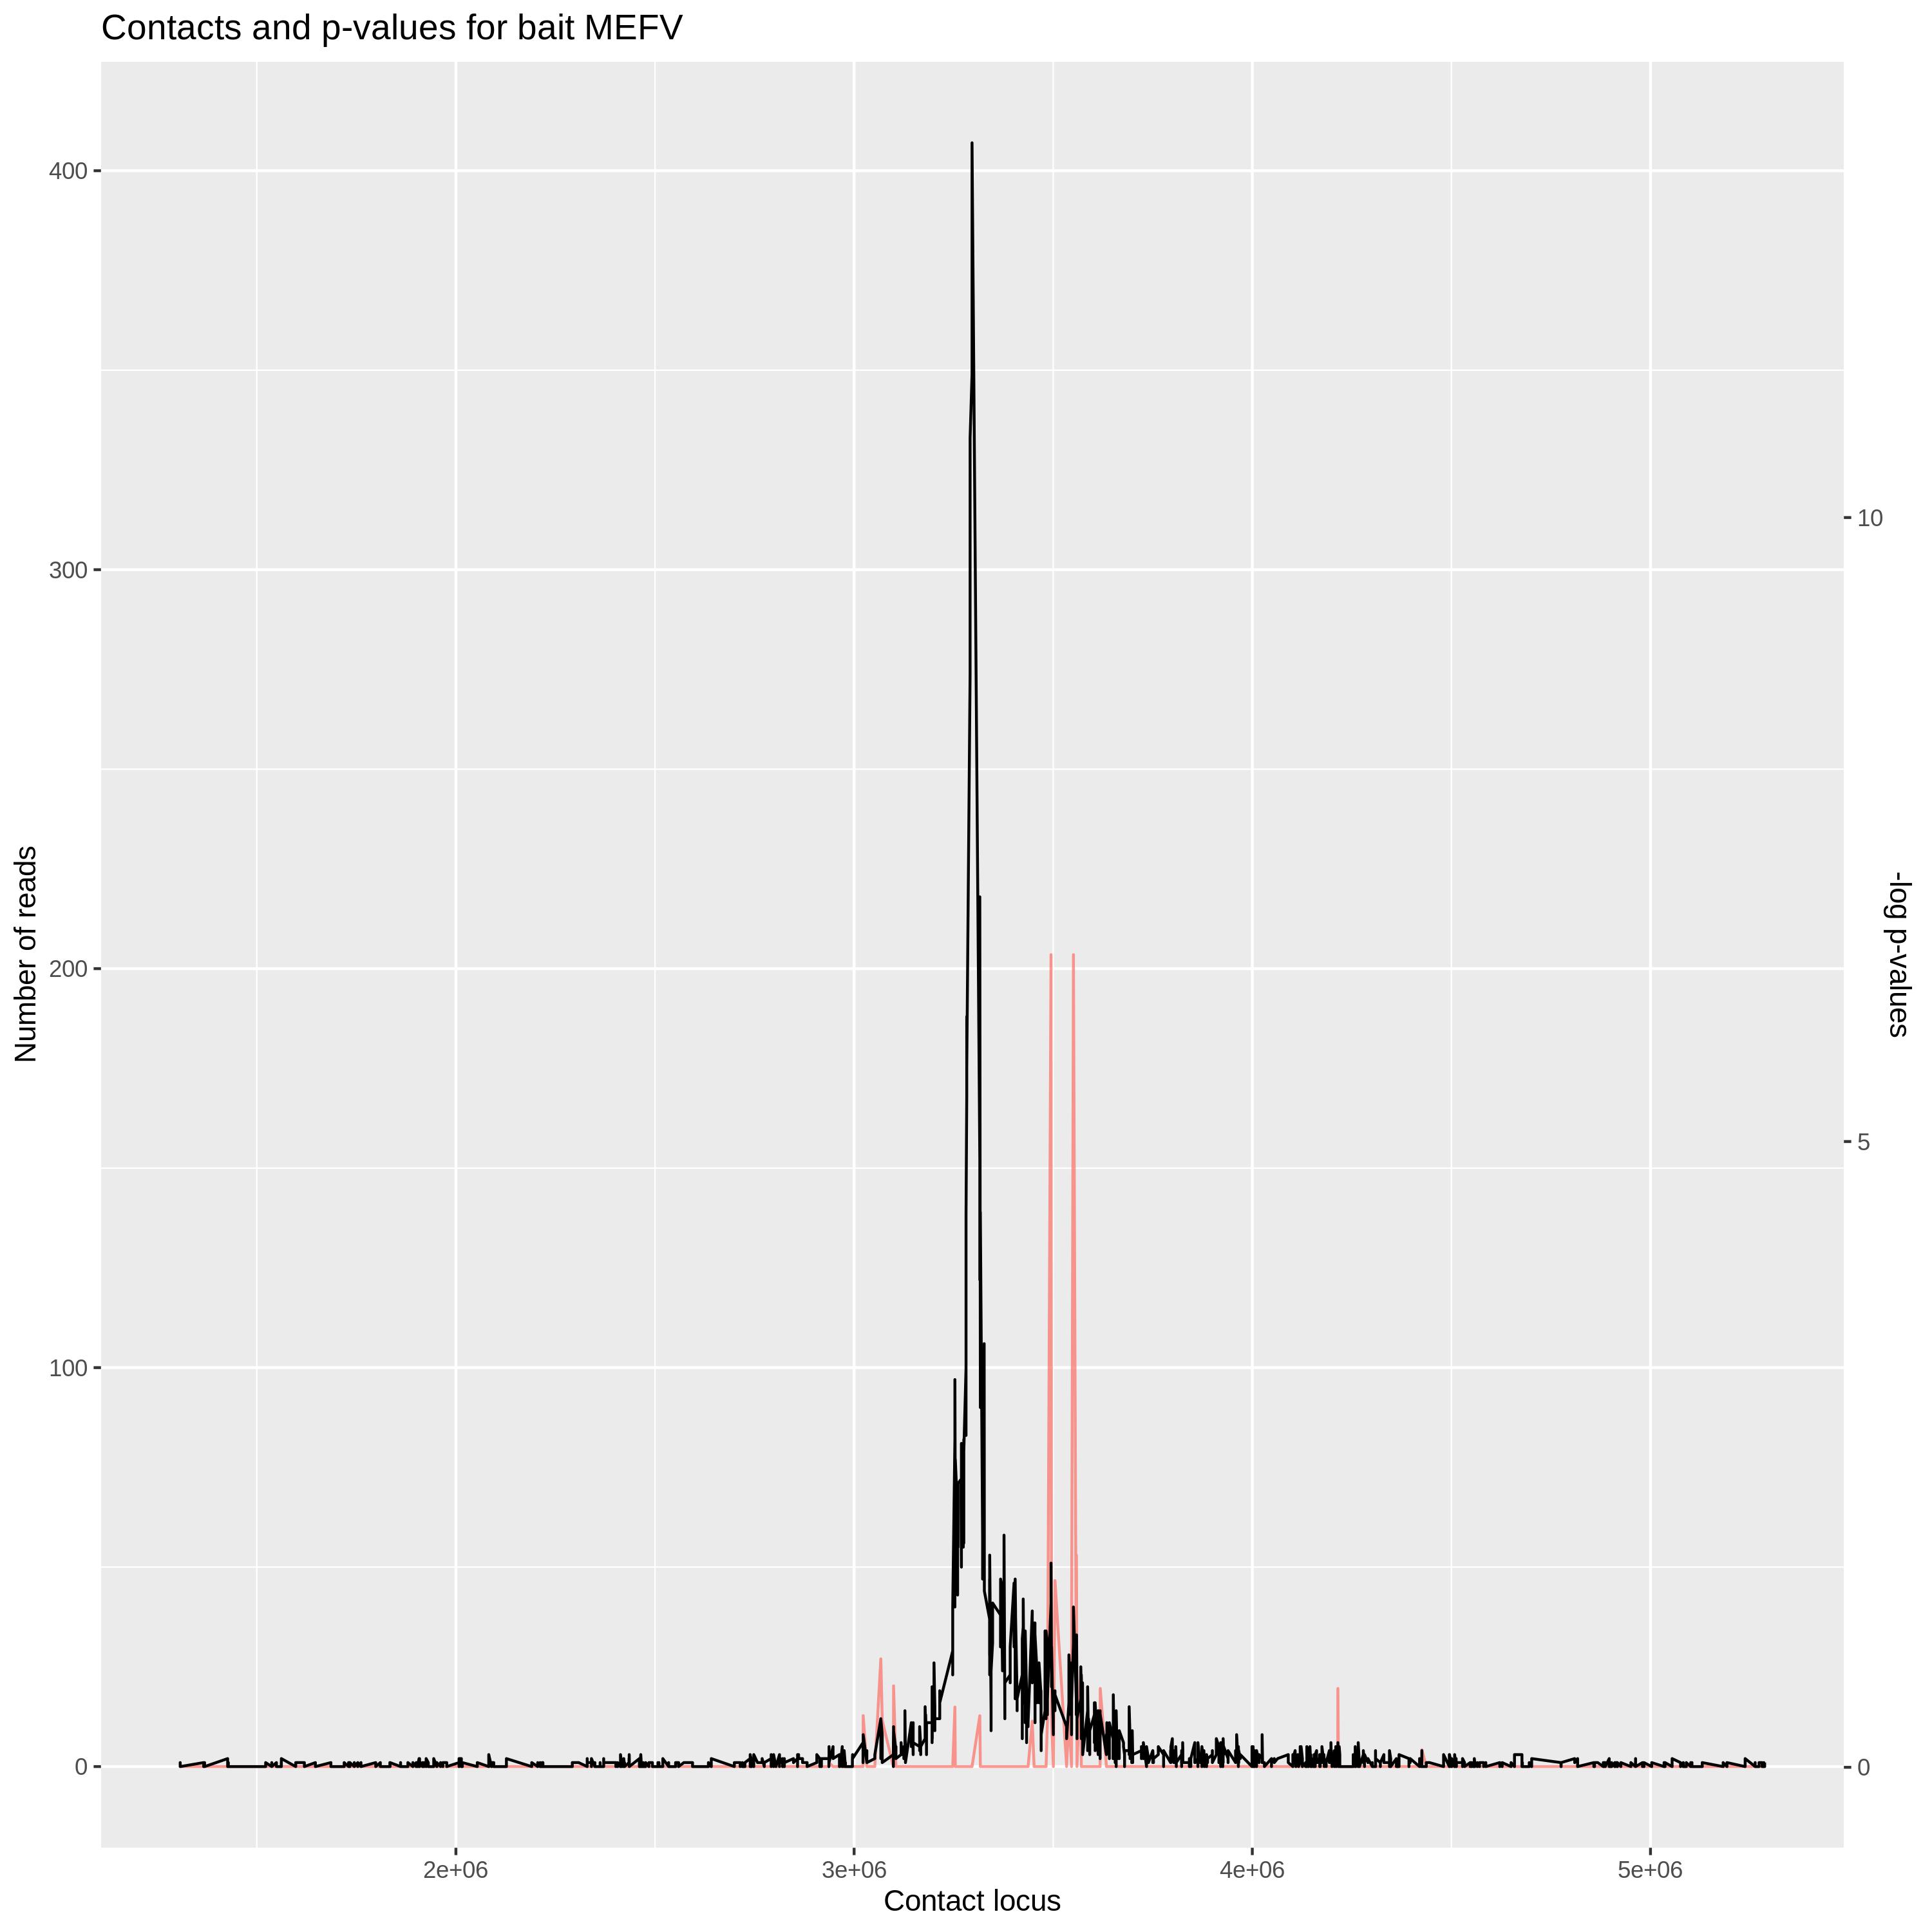 Contacts and p-values for bait MEFV
400
300
200
100
0
Number of reads
10
5
0
-log p-values
2e+06
3e+06
4e+06
5e+06
Contact locus